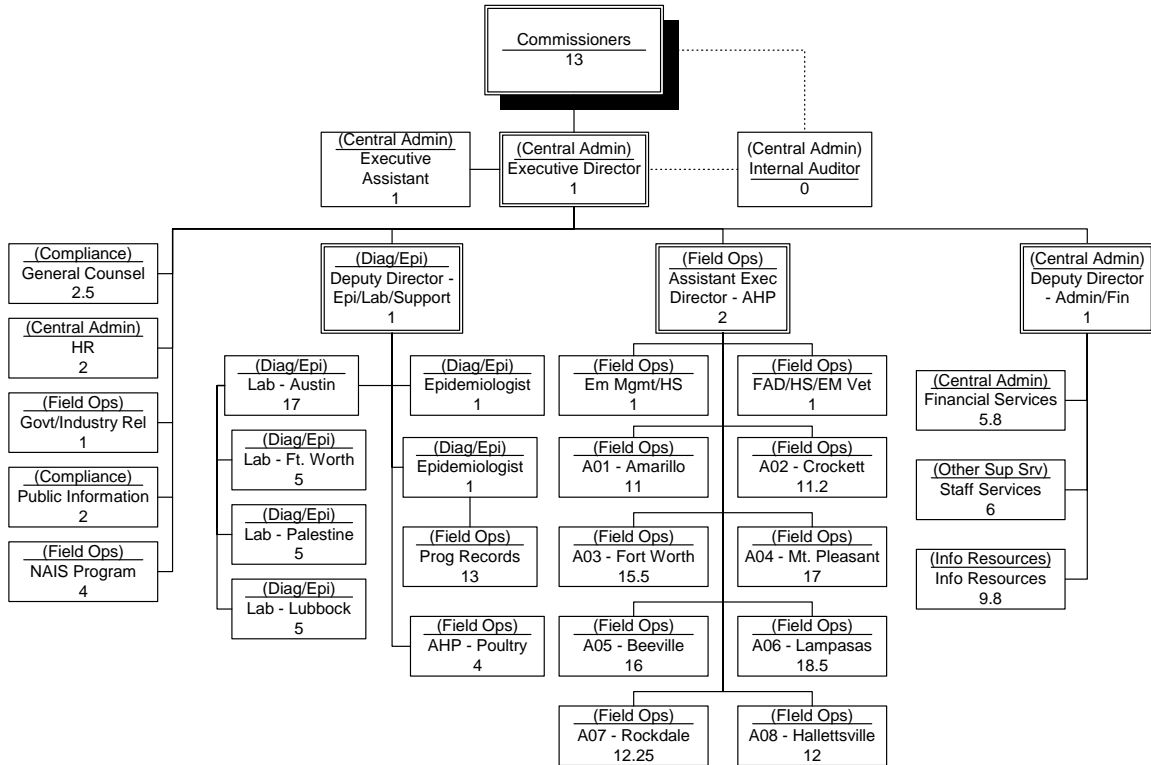 Commissioners
13
(Central Admin)
Executive
Assistant
1
(Central Admin)
Executive Director
1
(Central Admin)
Internal Auditor
0
(Compliance)
General Counsel
2.5
(Central Admin)
HR
2
(Field Ops)
Govt/Industry Rel
1
(Compliance)
Public Information
2
(Field Ops)
NAIS Program
4
(Diag/Epi)
Deputy Director -
Epi/Lab/Support
1
(Diag/Epi)
Lab - Austin
17
(Diag/Epi)
Lab - Ft. Worth
5
(Diag/Epi)
Lab - Palestine
5
(Diag/Epi)
Lab - Lubbock
5
(Diag/Epi)
Epidemiologist
1
(Diag/Epi)
Epidemiologist
1
(Field Ops)
Prog Records
13
(Field Ops)
AHP - Poultry
4
(Field Ops)
Assistant Exec
Director - AHP
2
(Field Ops)
Em Mgmt/HS
1
(Field Ops)
FAD/HS/EM Vet
1
(Field Ops)
A01 - Amarillo
11
(Field Ops)
A02 - Crockett
11.2
(Field Ops)
A03 - Fort Worth
15.5
(Field Ops)
A04 - Mt. Pleasant
17
(Field Ops)
A05 - Beeville
16
(Field Ops)
A06 - Lampasas
18.5
(Field Ops)
A07 - Rockdale
12.25
(FIeld Ops)
A08 - Hallettsville
12
(Central Admin)
Deputy Director
- Admin/Fin
1
(Central Admin)
Financial Services
5.8
(Other Sup Srv)
Staff Services
6
(Info Resources)
Info Resources
9.8